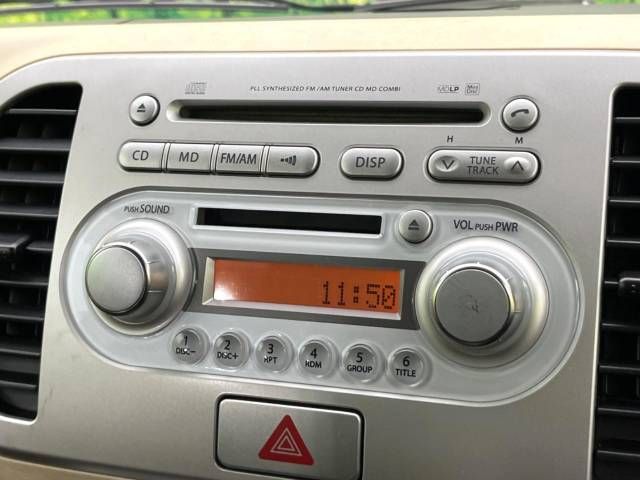 PLL SYNTHESIZED FM / AM TUNER CD MD COMBI
MDLP
H M
CD MD FM/AM DISP TUNE
TRACK
PUSH SOUND VOL PUSH PWR
11:50
1 2 3 4 5 6
DISC– DISC+ RPT RDM GROUP TITLE